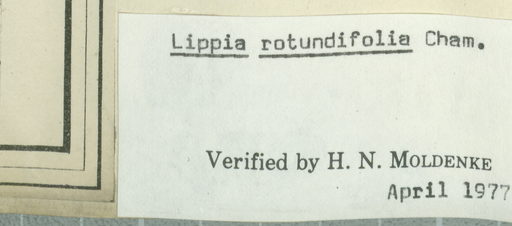 Lippia rotundifolia Cham.
Verified by H. N. MOLDENKE
April 1977